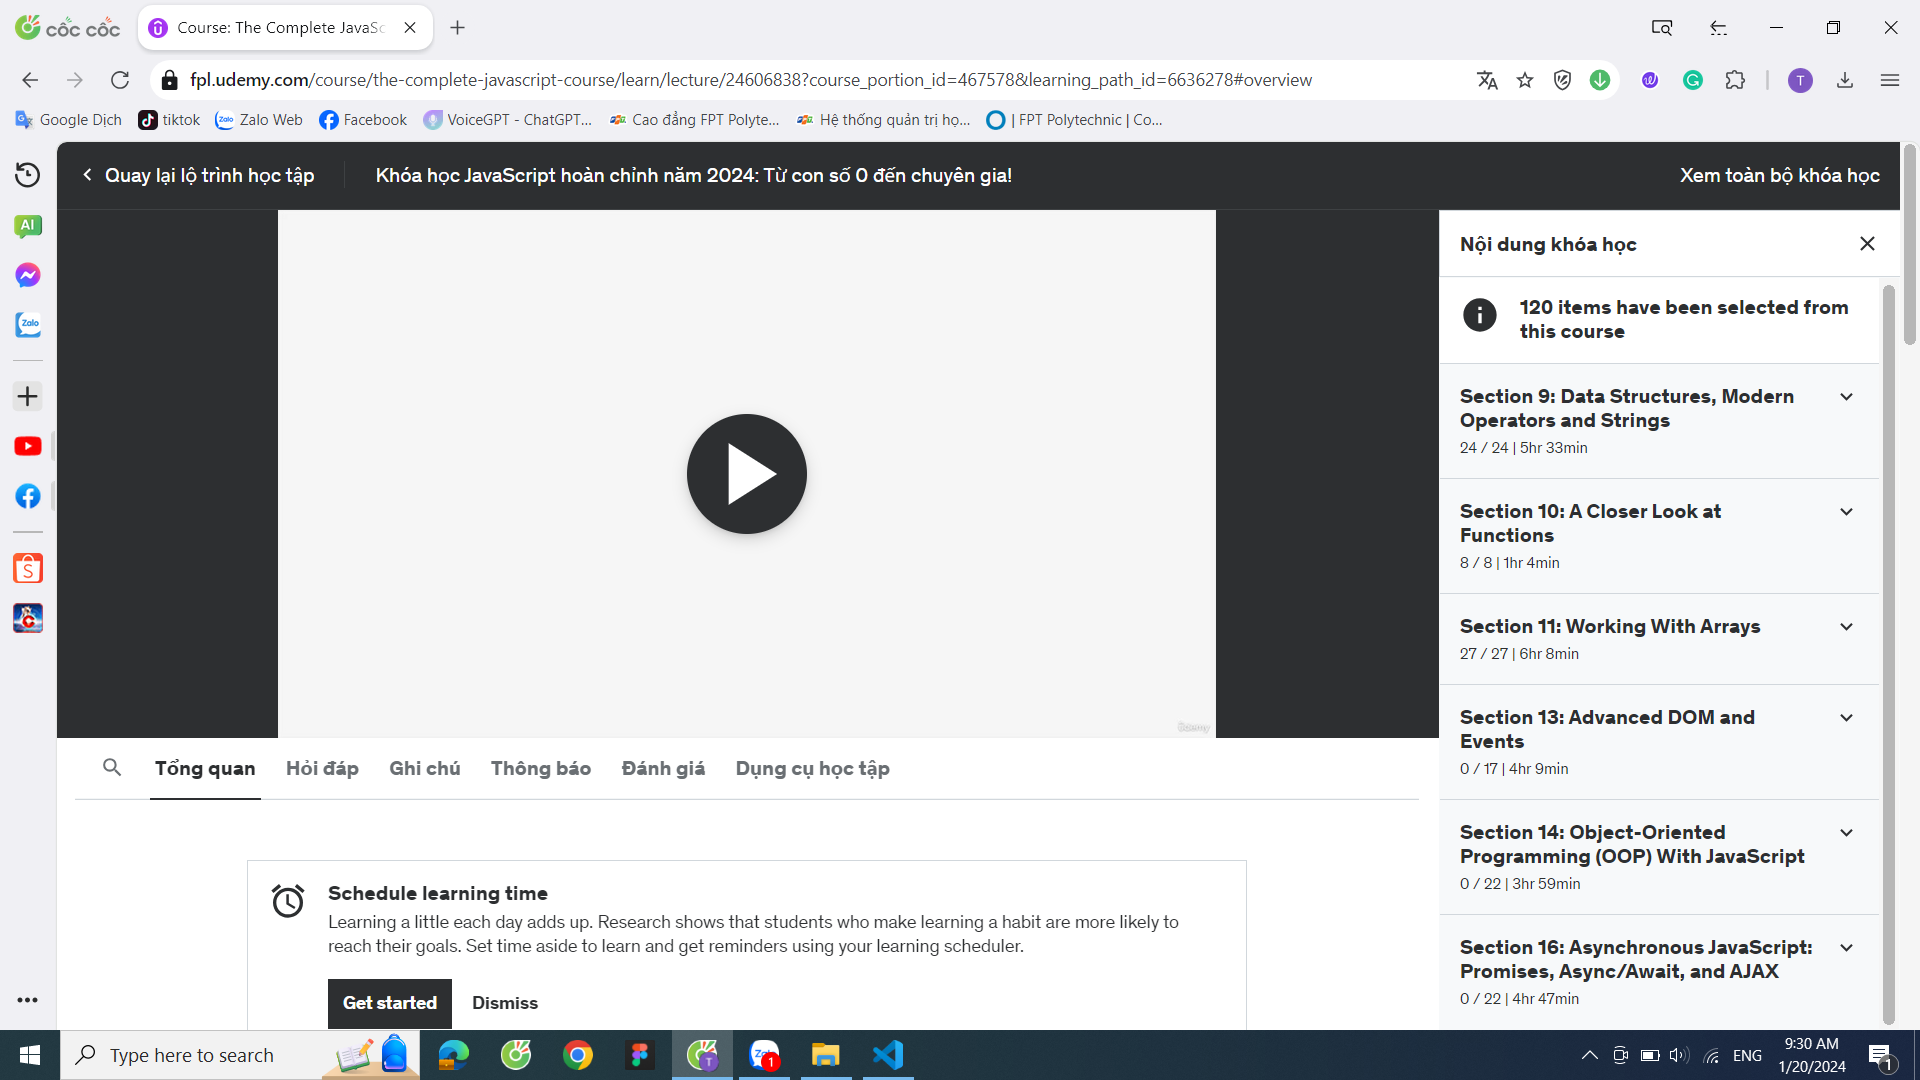 cốc cốc
Course: The Complete JavaSc
fpl.udemy.com/course/the-complete-javascript-course/learn/lecture/24606838?course_portion_id=467578&learning_path_id=6636278#overview
T
Google Dịch
tiktok
Zalo Web
Facebook
VoiceGPT - ChatGPT...
Cao đẳng FPT Polyte...
Hệ thống quản trị họ...
| FPT Polytechnic | Co...
Quay lại lộ trình học tập
Khóa học JavaScript hoàn chỉnh năm 2024: Từ con số 0 đến chuyên gia!
Xem toàn bộ khóa học
AI
Zalo
Udemy
Nội dung khóa học
120 items have been selected from
this course
Section 9: Data Structures, Modern
Operators and Strings
24 / 24 | 5hr 33min
Section 10: A Closer Look at
Functions
8 / 8 | 1hr 4min
Section 11: Working With Arrays
27 / 27 | 6hr 8min
Section 13: Advanced DOM and
Events
0 / 17 | 4hr 9min
Section 14: Object-Oriented
Programming (OOP) With JavaScript
0 / 22 | 3hr 59min
Section 16: Asynchronous JavaScript:
Promises, Async/Await, and AJAX
0 / 22 | 4hr 47min
Tổng quan
Hỏi đáp
Ghi chú
Thông báo
Đánh giá
Dụng cụ học tập
Schedule learning time
Learning a little each day adds up. Research shows that students who make learning a habit are more likely to
reach their goals. Set time aside to learn and get reminders using your learning scheduler.
Get started
Dismiss
Type here to search
T
1
ENG
9:30 AM
1/20/2024
1